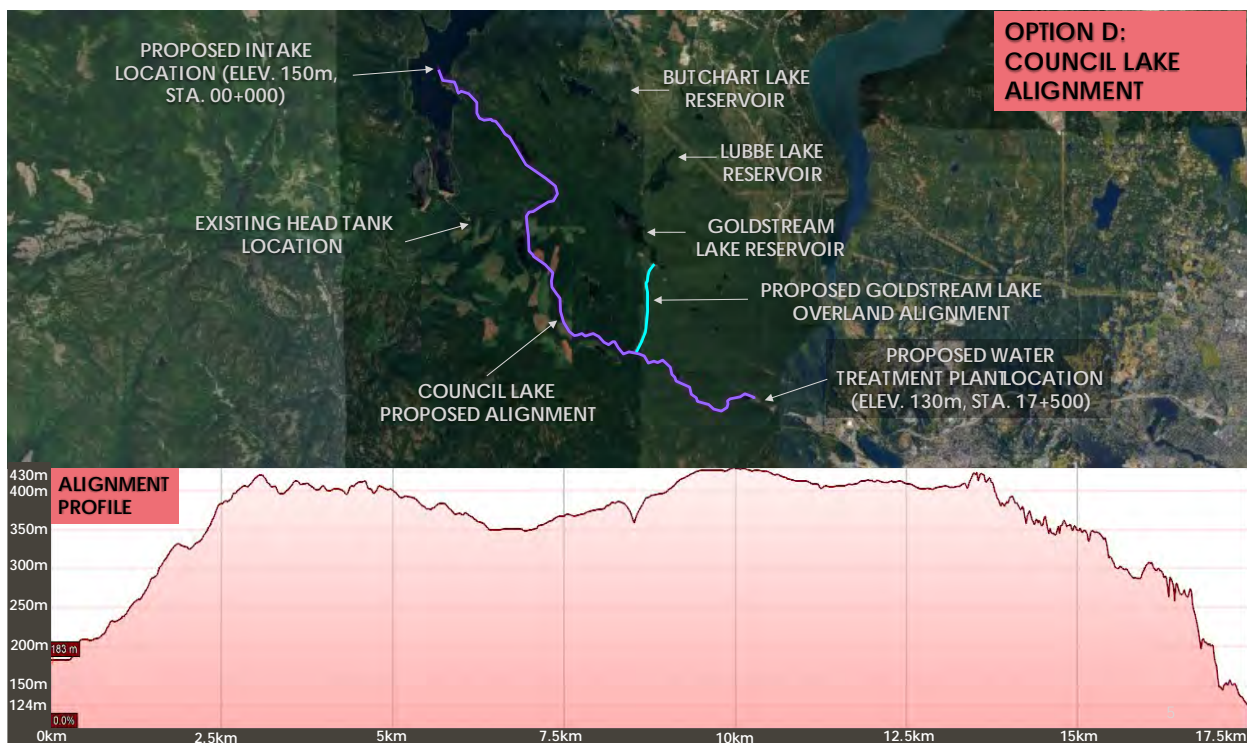 OPTION D:
COUNCIL LAKE
ALIGNMENT
PROPOSED INTAKE
LOCATION (ELEV. 150m,
STA. 00+000)
BUTCHART LAKE
RESERVOIR
LUBBE LAKE
RESERVOIR
EXISTING HEAD TANK
LOCATION
GOLDSTREAM
LAKE RESERVOIR
PROPOSED GOLDSTREAM LAKE
OVERLAND ALIGNMENT
COUNCIL LAKE
PROPOSED ALIGNMENT
PROPOSED WATER
TREATMENT PLANT LOCATION
(ELEV. 130m, STA. 17+500)
ALIGNMENT
PROFILE
430m
400m
350m
300m
250m
200m
183 m
150m
124m
0.0%
5
0km
2.5km
5km
7.5km
10km
12.5km
15km
17.5km